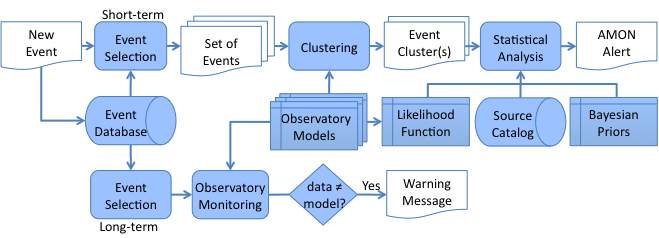 Short-term
New
Event
Event
Selection
Set of
Events
Clustering
Event
Cluster(s)
Statistical
Analysis
AMON
Alert
Event
Database
Observatory
Models
Likelihood
Function
Source
Catalog
Bayesian
Priors
Event
Selection
Long-term
Observatory
Monitoring
data ≠
model?
Yes
Warning
Message